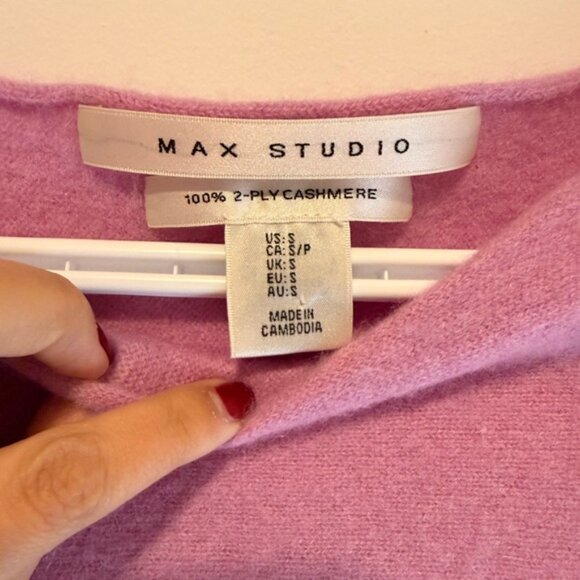 MAX STUDIO
100% 2-PLY CASHMERE
US: S
CA: S/P
UK: S
EU: S
AU: S
MADE IN
CAMBODIA